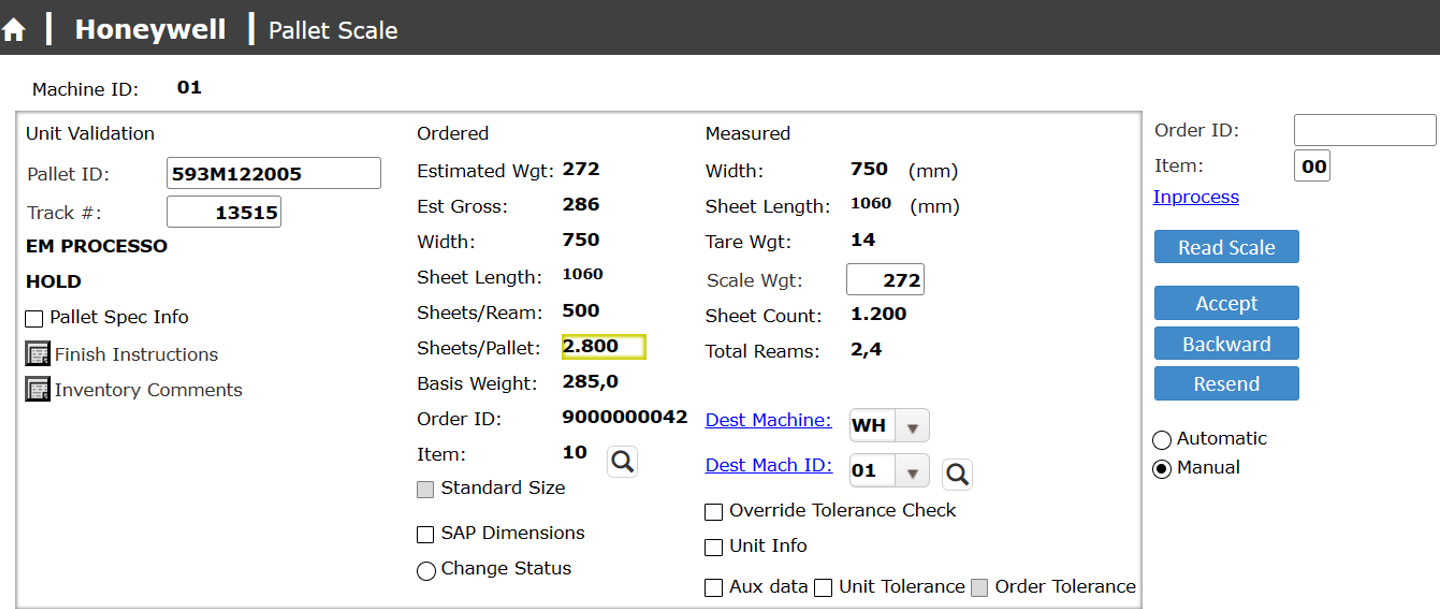 Honeywell | Pallet Scale
Machine ID: 01
Unit Validation
Pallet ID: 593M122005
Track #: 13515
EM PROCESSO
HOLD
Pallet Spec Info
Finish Instructions
Inventory Comments
Ordered
Estimated Wgt: 272
Est Gross: 286
Width: 750
Sheet Length: 1060
Sheets/Ream: 500
Sheets/Pallet: 2.800
Basis Weight: 285,0
Order ID: 9000000042
Item: 10
Standard Size
SAP Dimensions
Change Status
Measured
Width: 750 (mm)
Sheet Length: 1060 (mm)
Tare Wgt: 14
Scale Wgt: 272
Sheet Count: 1.200
Total Reams: 2,4
Dest Machine: WH
Dest Mach ID: 01
Override Tolerance Check
Unit Info
Aux data Unit Tolerance Order Tolerance
Order ID:
Item: 00
Inprocess
Read Scale
Accept
Backward
Resend
Automatic
Manual